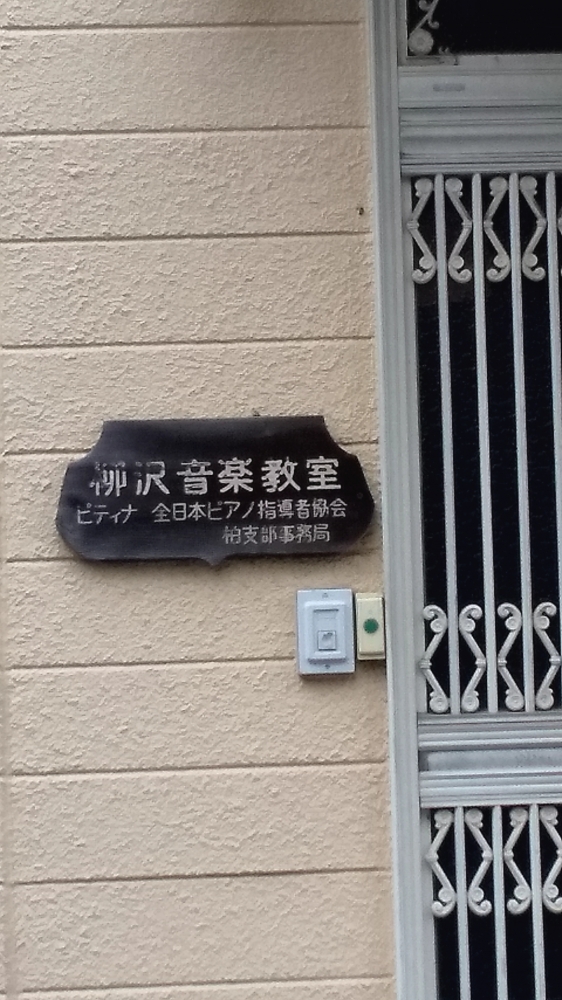 柳沢音楽教室
ピティナ 全日本ピアノ指導者協会
柏支部事務局